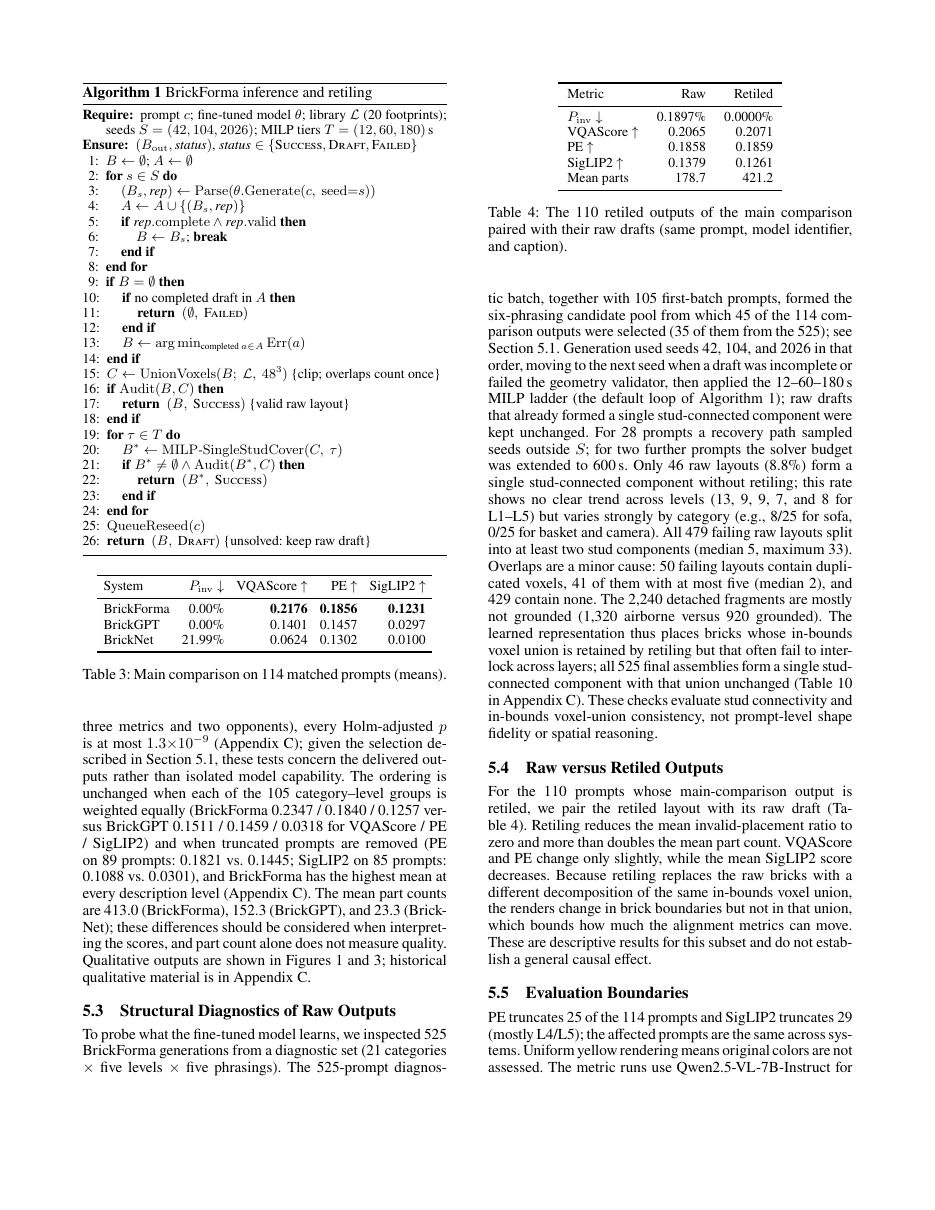 Algorithm 1 BrickForma inference and retiling
Require: prompt c; fine-tuned model θ; library ℒ (20 footprints);
seeds S = (42, 104, 2026); MILP tiers T = (12, 60, 180) s
Ensure: (B_out, status), status ∈ {SUCCESS, DRAFT, FAILED}
1: B ← ∅; A ← ∅
2: for s ∈ S do
3: (B_s, rep) ← Parse(θ.Generate(c, seed=s))
4: A ← A ∪ {(B_s, rep)}
5: if rep.complete ∧ rep.valid then
6: B ← B_s; break
7: end if
8: end for
9: if B = ∅ then
10: if no completed draft in A then
11: return (∅, FAILED)
12: end if
13: B ← arg min_completed a∈A Err(a)
14: end if
15: C ← UnionVoxels(B; ℒ, 48³) {clip; overlaps count once}
16: if Audit(B, C) then
17: return (B, SUCCESS) {valid raw layout}
18: end if
19: for τ ∈ T do
20: B* ← MILP-SingleStudCover(C, τ)
21: if B* ≠ ∅ ∧ Audit(B*, C) then
22: return (B*, SUCCESS)
23: end if
24: end for
25: QueueReseed(c)
26: return (B, DRAFT) {unsolved: keep raw draft}
System P_inv ↓ VQAScore ↑ PE ↑ SigLIP2 ↑
BrickForma 0.00% 0.2176 0.1856 0.1231
BrickGPT 0.00% 0.1401 0.1457 0.0297
BrickNet 21.99% 0.0624 0.1302 0.0100
Table 3: Main comparison on 114 matched prompts (means).
three metrics and two opponents), every Holm-adjusted p
is at most 1.3×10⁻⁹ (Appendix C); given the selection de-
scribed in Section 5.1, these tests concern the delivered out-
puts rather than isolated model capability. The ordering is
unchanged when each of the 105 category–level groups is
weighted equally (BrickForma 0.2347 / 0.1840 / 0.1257 ver-
sus BrickGPT 0.1511 / 0.1459 / 0.0318 for VQAScore / PE
/ SigLIP2) and when truncated prompts are removed (PE
on 89 prompts: 0.1821 vs. 0.1445; SigLIP2 on 85 prompts:
0.1088 vs. 0.0301), and BrickForma has the highest mean at
every description level (Appendix C). The mean part counts
are 413.0 (BrickForma), 152.3 (BrickGPT), and 23.3 (Brick-
Net); these differences should be considered when interpret-
ing the scores, and part count alone does not measure quality.
Qualitative outputs are shown in Figures 1 and 3; historical
qualitative material is in Appendix C.
5.3 Structural Diagnostics of Raw Outputs
To probe what the fine-tuned model learns, we inspected 525
BrickForma generations from a diagnostic set (21 categories
× five levels × five phrasings). The 525-prompt diagnos-
Metric Raw Retiled
P_inv ↓ 0.1897% 0.0000%
VQAScore ↑ 0.2065 0.2071
PE ↑ 0.1858 0.1859
SigLIP2 ↑ 0.1379 0.1261
Mean parts 178.7 421.2
Table 4: The 110 retiled outputs of the main comparison
paired with their raw drafts (same prompt, model identifier,
and caption).
tic batch, together with 105 first-batch prompts, formed the
six-phrasing candidate pool from which 45 of the 114 com-
parison outputs were selected (35 of them from the 525); see
Section 5.1. Generation used seeds 42, 104, and 2026 in that
order, moving to the next seed when a draft was incomplete or
failed the geometry validator, then applied the 12–60–180 s
MILP ladder (the default loop of Algorithm 1); raw drafts
that already formed a single stud-connected component were
kept unchanged. For 28 prompts a recovery path sampled
seeds outside S; for two further prompts the solver budget
was extended to 600 s. Only 46 raw layouts (8.8%) form a
single stud-connected component without retiling; this rate
shows no clear trend across levels (13, 9, 9, 7, and 8 for
L1–L5) but varies strongly by category (e.g., 8/25 for sofa,
0/25 for basket and camera). All 479 failing raw layouts split
into at least two stud components (median 5, maximum 33).
Overlaps are a minor cause: 50 failing layouts contain dupli-
cated voxels, 41 of them with at most five (median 2), and
429 contain none. The 2,240 detached fragments are mostly
not grounded (1,320 airborne versus 920 grounded). The
learned representation thus places bricks whose in-bounds
voxel union is retained by retiling but that often fail to inter-
lock across layers; all 525 final assemblies form a single stud-
connected component with that union unchanged (Table 10
in Appendix C). These checks evaluate stud connectivity and
in-bounds voxel-union consistency, not prompt-level shape
fidelity or spatial reasoning.
5.4 Raw versus Retiled Outputs
For the 110 prompts whose main-comparison output is
retiled, we pair the retiled layout with its raw draft (Ta-
ble 4). Retiling reduces the mean invalid-placement ratio to
zero and more than doubles the mean part count. VQAScore
and PE change only slightly, while the mean SigLIP2 score
decreases. Because retiling replaces the raw bricks with a
different decomposition of the same in-bounds voxel union,
the renders change in brick boundaries but not in that union,
which bounds how much the alignment metrics can move.
These are descriptive results for this subset and do not estab-
lish a general causal effect.
5.5 Evaluation Boundaries
PE truncates 25 of the 114 prompts and SigLIP2 truncates 29
(mostly L4/L5); the affected prompts are the same across sys-
tems. Uniform yellow rendering means original colors are not
assessed. The metric runs use Qwen2.5-VL-7B-Instruct for